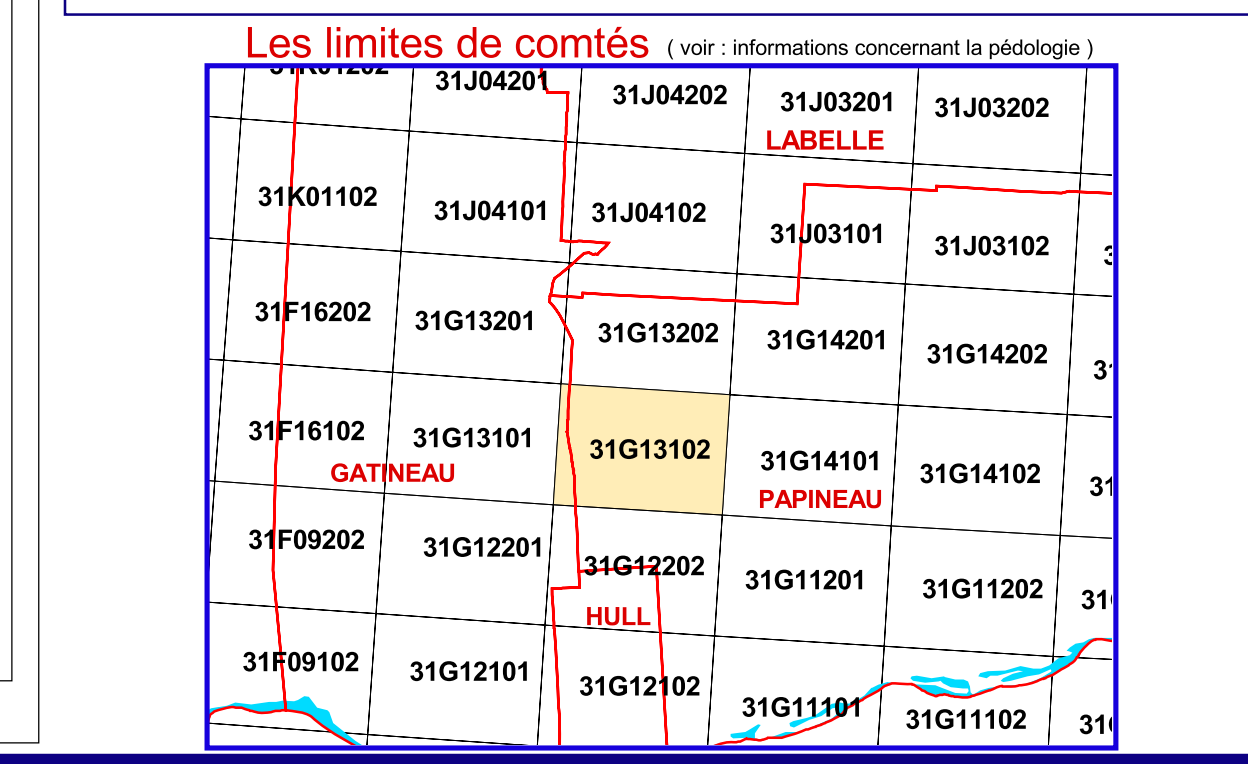 Les limites de comtés ( voir : informations concernant la pédologie )
31K01202 31J04201 31J04202 31J03201 31J03202
LABELLE
31K01102 31J04101 31J04102 31J03101 31J03102
31F16202 31G13201 31G13202 31G14201 31G14202
31F16102 31G13101 31G13102 31G14101 31G14102
GATINEAU PAPINEAU
31F09202 31G12201 31G12202 31G11201 31G11202
HULL
31F09102 31G12101 31G12102 31G11101 31G11102